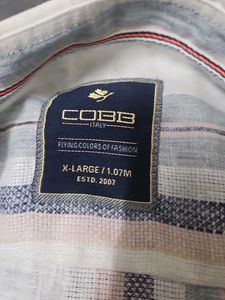 COBB
ITALY
FLYING COLORS OF FASHION
X-LARGE / 1.07M
ESTD. 2007